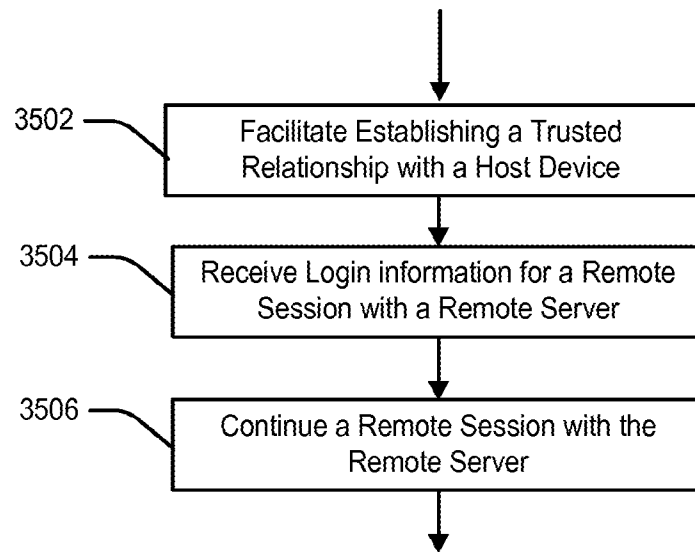 3502
Facilitate Establishing a Trusted
Relationship with a Host Device
3504
Receive Login information for a Remote
Session with a Remote Server
3506
Continue a Remote Session with the
Remote Server